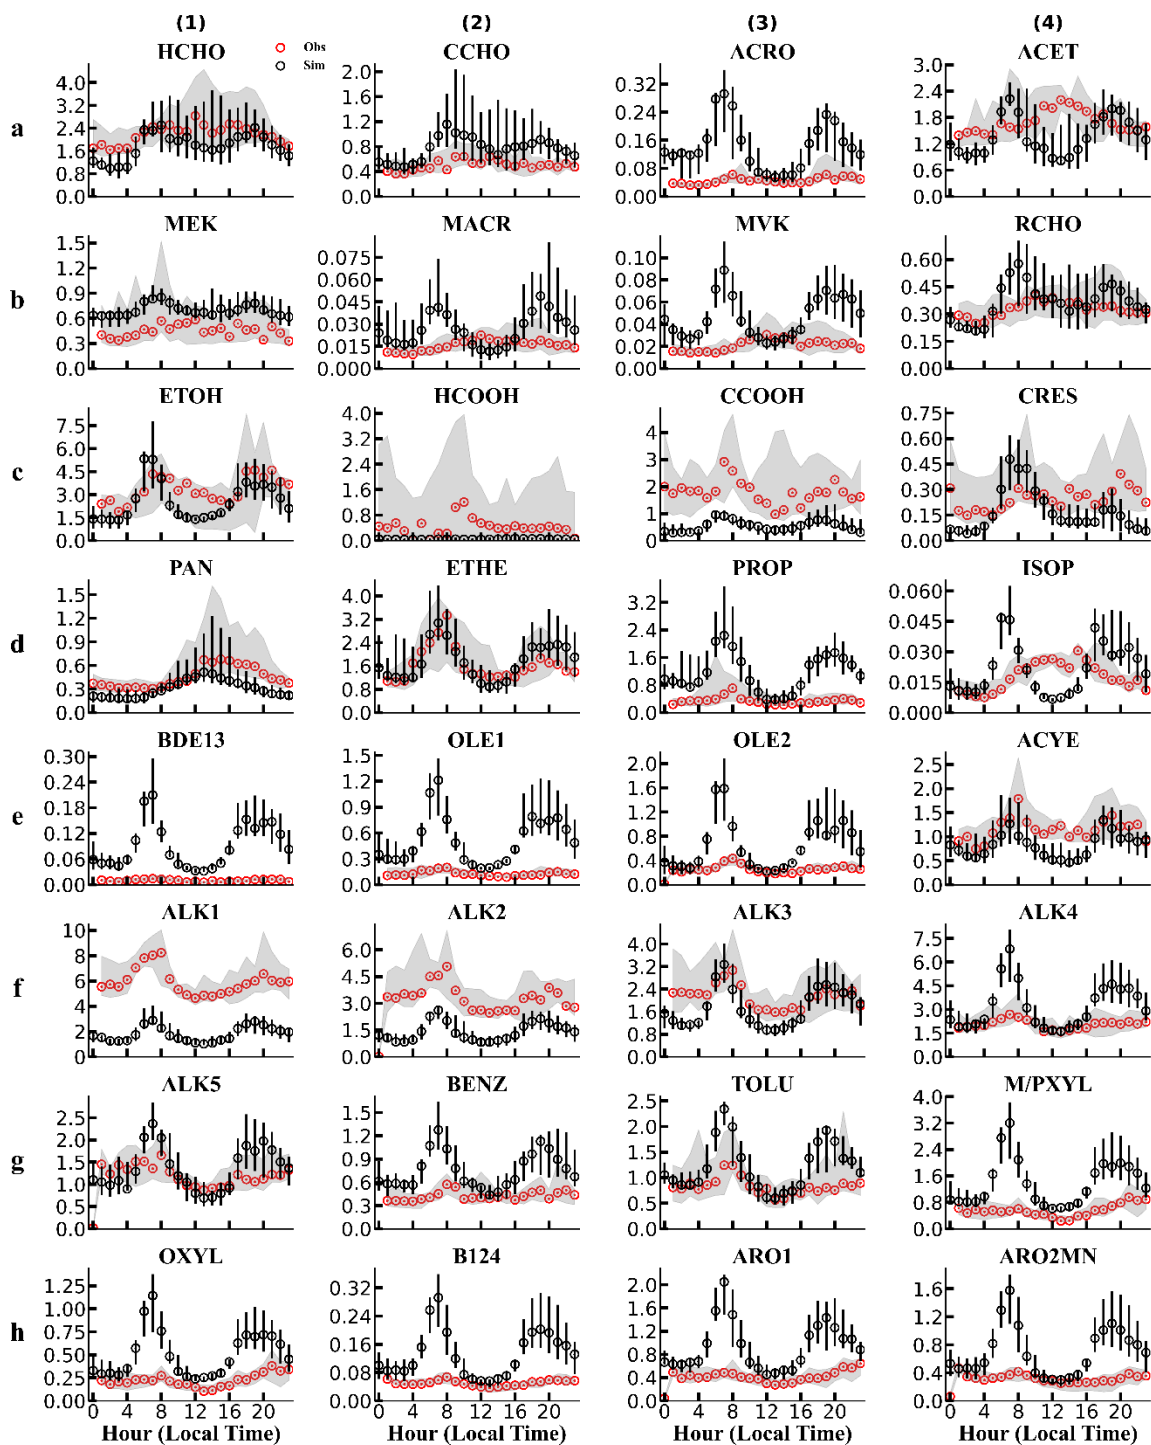 (1) (2) (3) (4)
HCHO CCHO ACRO ACET
Obs
Sim
4.0 3.2 2.4 1.6 0.8 0
2.0 1.6 1.2 0.8 0.4 0
0.32 0.24 0.16 0.08 0.00
3.0 2.4 1.8 1.2 0.6 0.0
a
MEK MACR MVK RCHO
1.5 1.2 0.9 0.6 0.3 0
0.075 0.060 0.045 0.030 0.015 0.000
0.10 0.08 0.06 0.04 0.02 0.00
0.60 0.45 0.30 0.15 0.00
b
ETOH HCOOH CCOOH CRES
7.5 6.0 4.5 3.0 1.5 0.0
4.0 3.2 2.4 1.6 0.8 0.0
4 3 2 1 0
0.75 0.60 0.45 0.30 0.15 0.00
c
PAN ETHE PROP ISOP
1.5 1.2 0.9 0.6 0.3 0.0
4.0 3.2 2.4 1.6 0.8 0.0
3.2 2.4 1.6 0.8 0.0
0.060 0.045 0.030 0.015 0.000
d
BDE13 OLE1 OLE2 ACYE
0.30 0.24 0.18 0.12 0.06 0.00
1.5 1.2 0.9 0.6 0.3 0.0
2.0 1.6 1.2 0.8 0.4 0.0
2.5 2.0 1.5 1.0 0.5 0.0
e
ALK1 ALK2 ALK3 ALK4
10 8 6 4 2 0
6.0 4.5 3.0 1.5 0.0
4.0 3.2 2.4 1.6 0.8 0
7.5 6.0 4.5 3.0 1.5 0.0
f
ALK5 BENZ TOLU M/PXYL
2.5 2.0 1.5 1.0 0.5 0.0
1.5 1.2 0.9 0.6 0.3 0.0
2.5 2.0 1.5 1.0 0.5 0.0
4.0 3.2 2.4 1.6 0.8 0.0
g
OXYL B124 ARO1 ARO2MN
1.25 1.00 0.75 0.50 0.25 0.00
0.32 0.24 0.16 0.08 0.00
2.0 1.6 1.2 0.8 0.4 0.0
1.6 1.2 0.8 0.4 0.0
h
0 4 8 12 16 20 0 4 8 12 16 20 0 4 8 12 16 20 0 4 8 12 16 20
Hour (Local Time) Hour (Local Time) Hour (Local Time) Hour (Local Time)